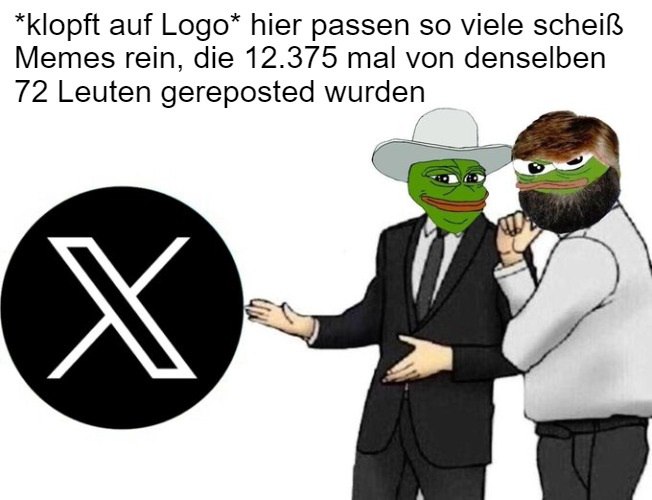 *klopft auf Logo* hier passen so viele scheiß
Memes rein, die 12.375 mal von denselben
72 Leuten gereposted wurden
X